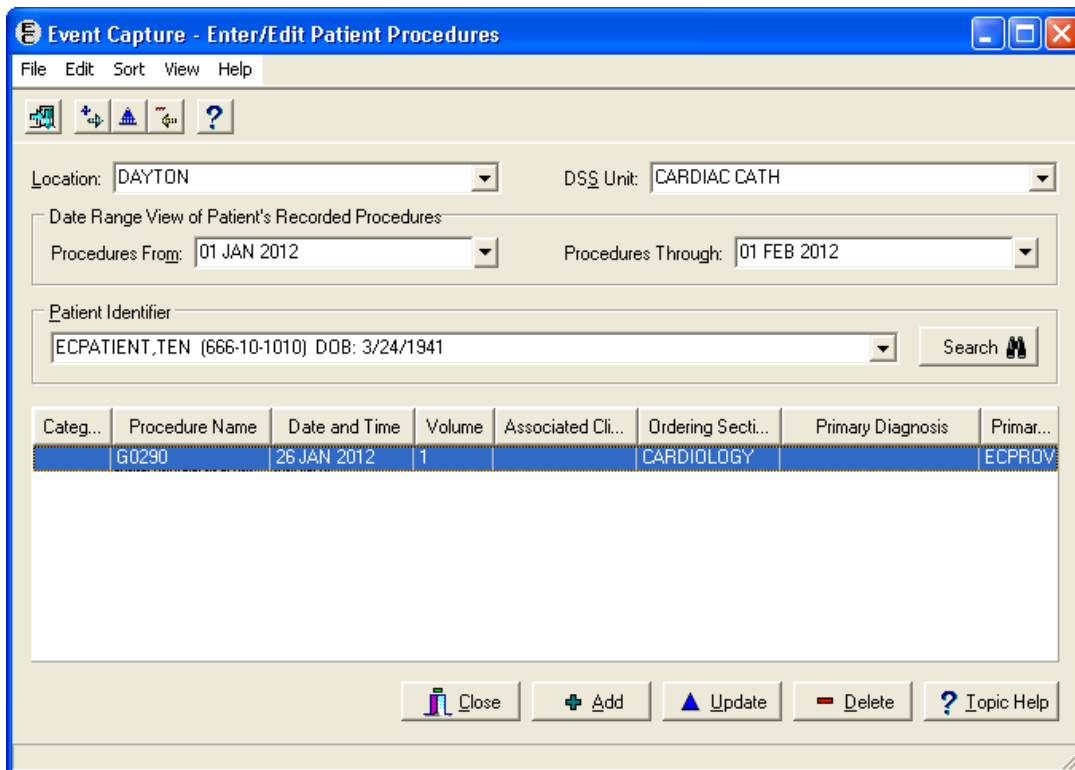 Event Capture - Enter/Edit Patient Procedures
File Edit Sort View Help
Location: DAYTON DSS Unit: CARDIAC CATH
Date Range View of Patient's Recorded Procedures
Procedures From: 01 JAN 2012 Procedures Through: 01 FEB 2012
Patient Identifier
ECPATIENT,TEN (666-10-1010) DOB: 3/24/1941 Search
Categ... Procedure Name Date and Time Volume Associated Cli... Ordering Secti... Primary Diagnosis Primar...
G0290 26 JAN 2012 1 CARDIOLOGY ECPROV
Close Add Update Delete ? Topic Help